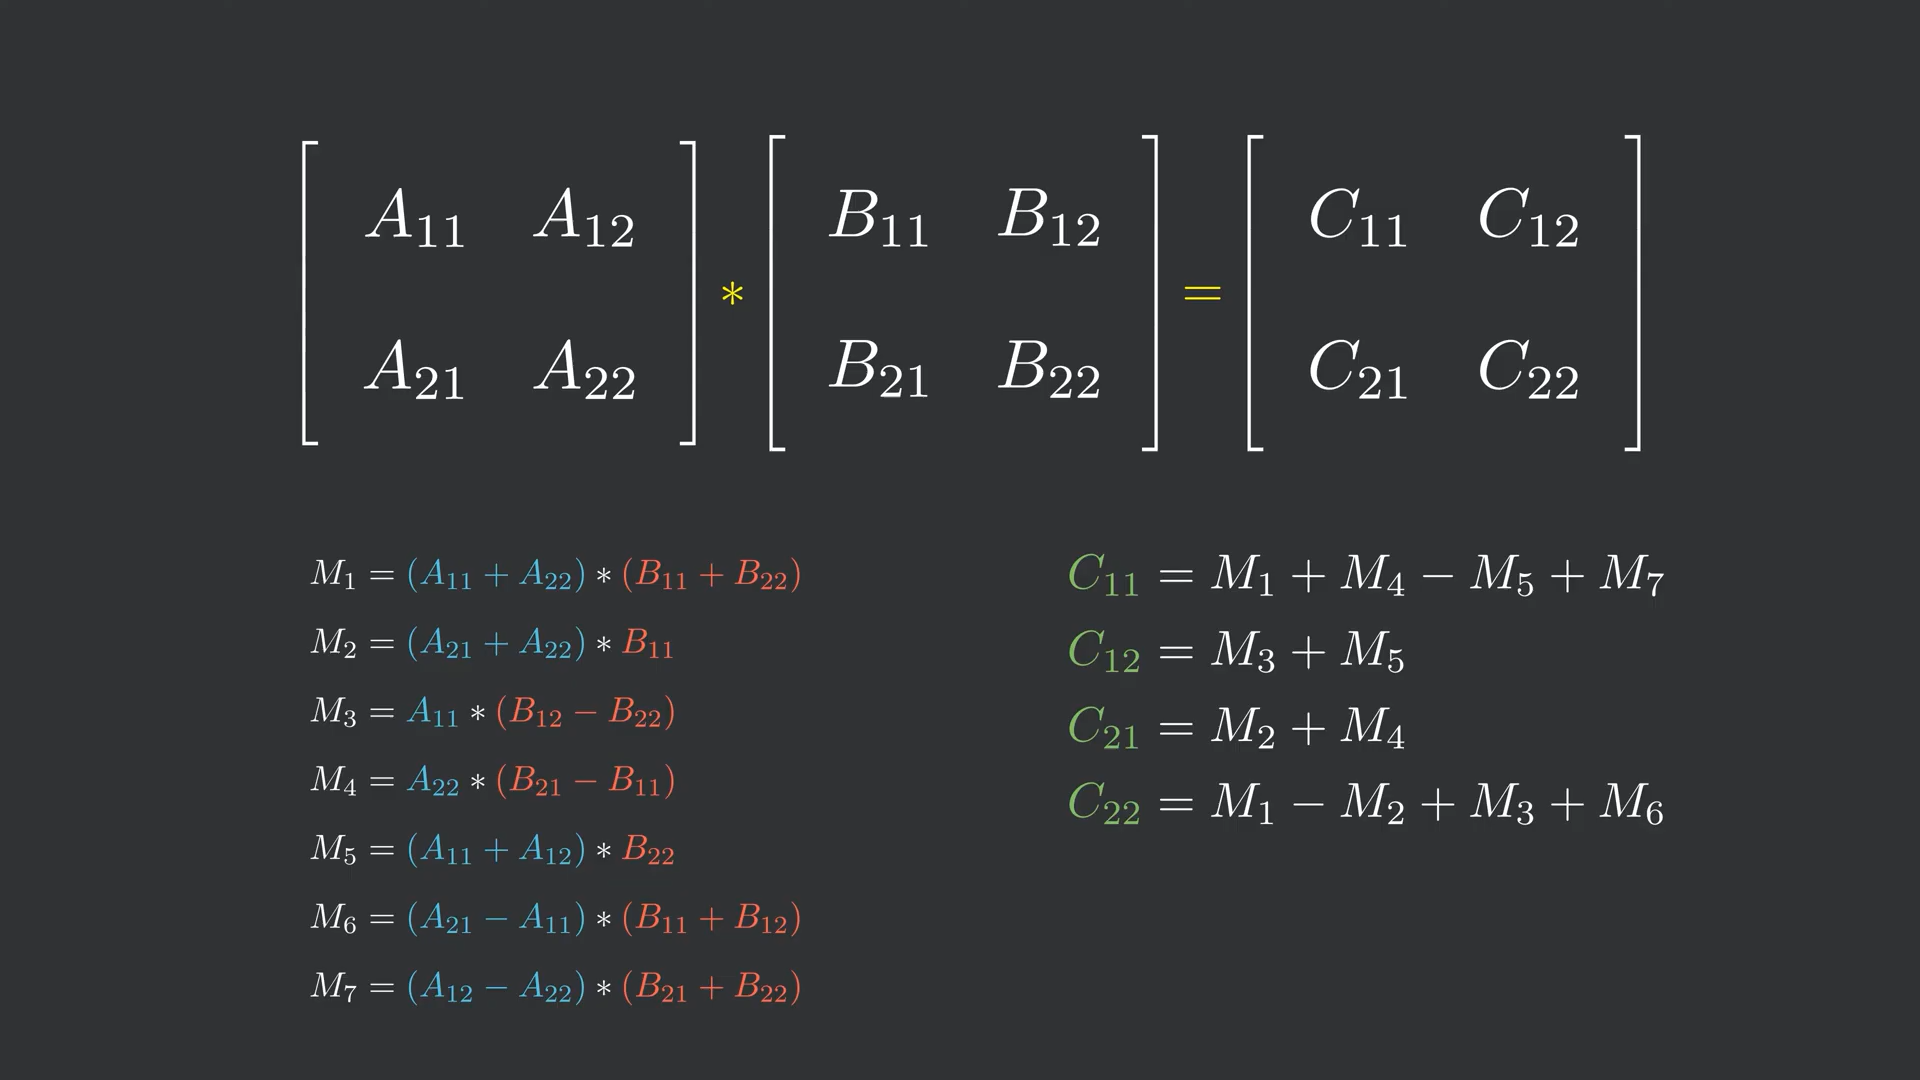 A₁₁ A₁₂ B₁₁ B₁₂ C₁₁ C₁₂
* =
A₂₁ A₂₂ B₂₁ B₂₂ C₂₁ C₂₂
M₁ = (A₁₁ + A₂₂) * (B₁₁ + B₂₂)
M₂ = (A₂₁ + A₂₂) * B₁₁
M₃ = A₁₁ * (B₁₂ − B₂₂)
M₄ = A₂₂ * (B₂₁ − B₁₁)
M₅ = (A₁₁ + A₁₂) * B₂₂
M₆ = (A₂₁ − A₁₁) * (B₁₁ + B₁₂)
M₇ = (A₁₂ − A₂₂) * (B₂₁ + B₂₂)
C₁₁ = M₁ + M₄ − M₅ + M₇
C₁₂ = M₃ + M₅
C₂₁ = M₂ + M₄
C₂₂ = M₁ − M₂ + M₃ + M₆